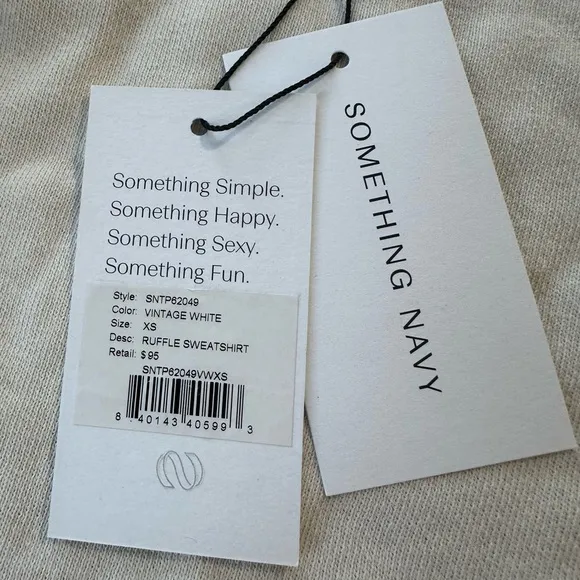 Something Simple.
Something Happy.
Something Sexy.
Something Fun.
Style: SNTP62049
Color: VINTAGE WHITE
Size: XS
Desc: RUFFLE SWEATSHIRT
Retail: $95
SNTP62049VWXS
8 40143 40599 3
SOMETHING NAVY